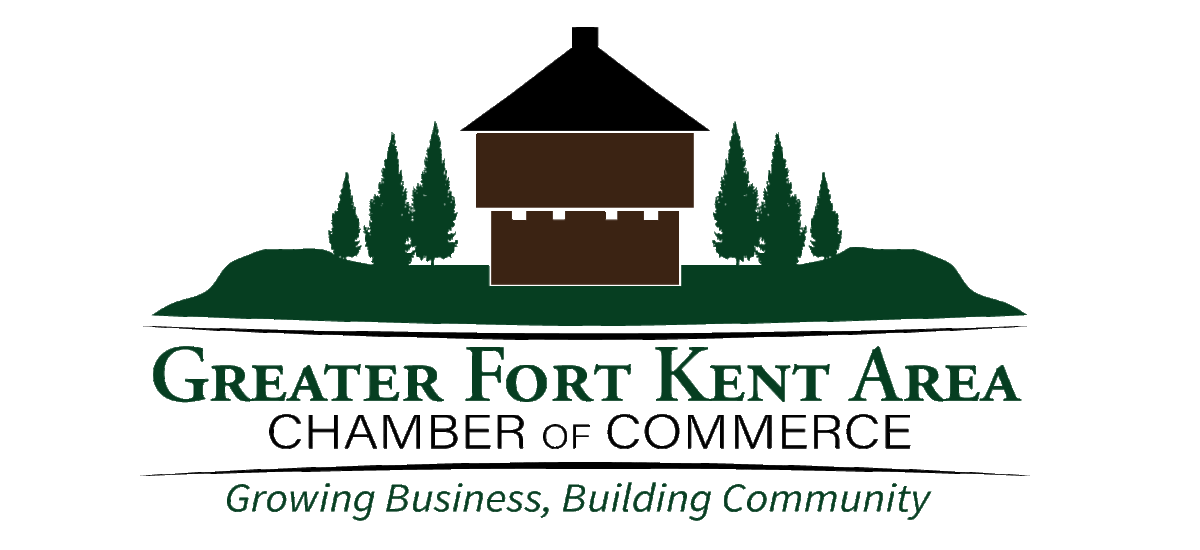 GREATER FORT KENT AREA
CHAMBER OF COMMERCE
Growing Business, Building Community